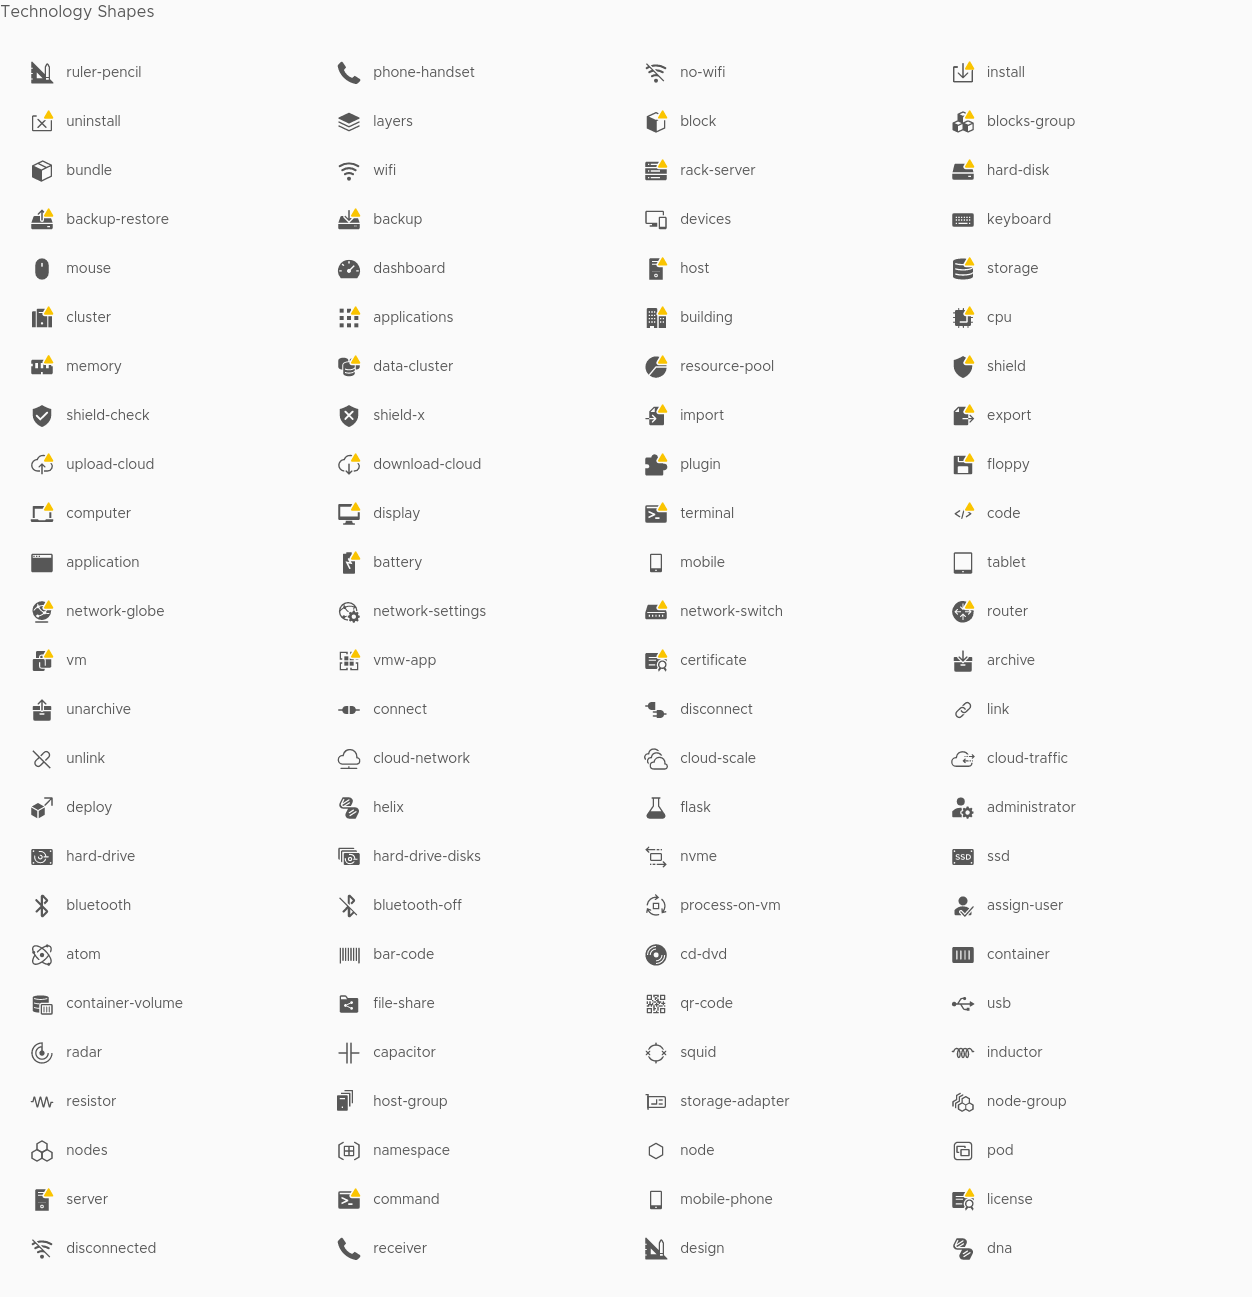 Technology Shapes
ruler-pencil phone-handset no-wifi install
uninstall layers block blocks-group
bundle wifi rack-server hard-disk
backup-restore backup devices keyboard
mouse dashboard host storage
cluster applications building cpu
memory data-cluster resource-pool shield
shield-check shield-x import export
upload-cloud download-cloud plugin floppy
computer display terminal code
application battery mobile tablet
network-globe network-settings network-switch router
vm vmw-app certificate archive
unarchive connect disconnect link
unlink cloud-network cloud-scale cloud-traffic
deploy helix flask administrator
hard-drive hard-drive-disks nvme ssd
bluetooth bluetooth-off process-on-vm assign-user
atom bar-code cd-dvd container
container-volume file-share qr-code usb
radar capacitor squid inductor
resistor host-group storage-adapter node-group
nodes namespace node pod
server command mobile-phone license
disconnected receiver design dna